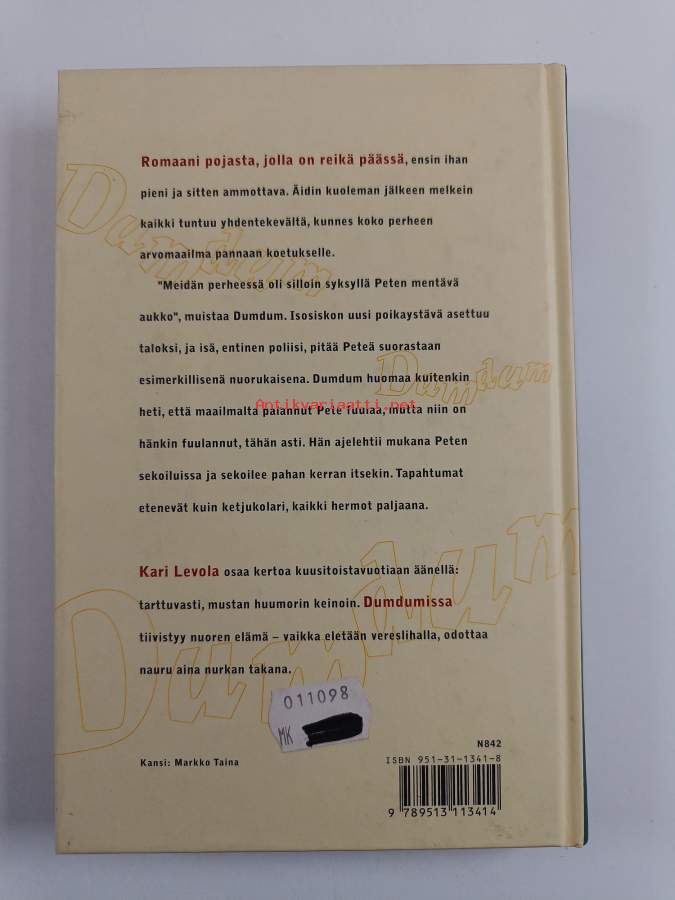 Romaani pojasta, jolla on reikä päässä, ensin ihan
pieni ja sitten ammottava. Äidin kuoleman jälkeen melkein
kaikki tuntuu yhdentekevältä, kunnes koko perheen
arvomaailma pannaan koetukselle.
"Meidän perheessä oli silloin syksyllä Peten mentävä
aukko", muistaa Dumdum. Isosiskon uusi poikaystävä asettuu
taloksi, ja isä, entinen poliisi, pitää Peteä suorastaan
esimerkillisenä nuorukaisena. Dumdum huomaa kuitenkin
Antikvariaatti.net
heti, että maailmalta palannut Pete fuulaa, mutta niin on
hänkin fuulannut, tähän asti. Hän ajelehtii mukana Peten
sekoiluissa ja sekoilee pahan kerran itsekin. Tapahtumat
etenevät kuin ketjukolari, kaikki hermot paljaana.
Kari Levola osaa kertoa kuusitoistavuotiaan äänellä:
tarttuvasti, mustan huumorin keinoin. Dumdumissa
tiivistyy nuoren elämä – vaikka eletään vereslihalla, odottaa
nauru aina nurkan takana.
Dumdum
Dumdum
Dumdum
011098
MK
Kansi: Markko Taina
N842
ISBN 951-31-1341-8
9 789513 113414